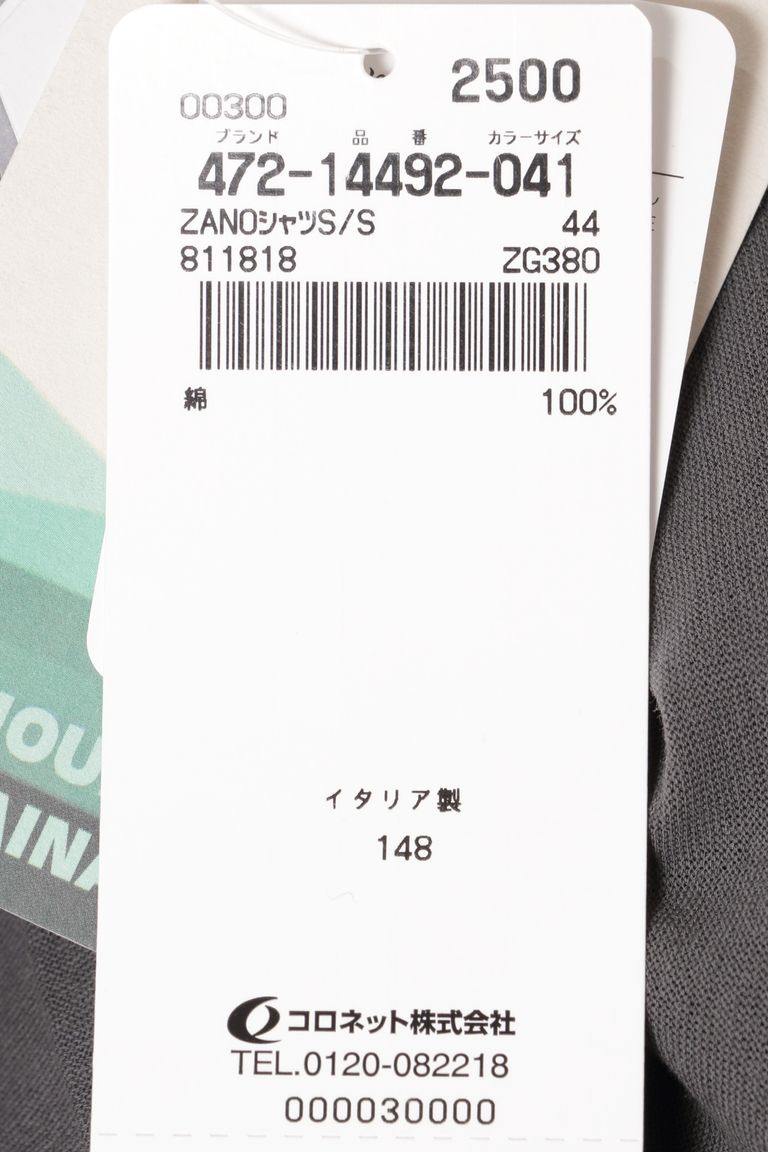 2500
00300
ブランド 品 番 カラーサイズ
472-14492-041
ZANOシャツS/S 44
811818 ZG380
綿 100%
イタリア製
148
コロネット株式会社
TEL.0120-082218
000030000